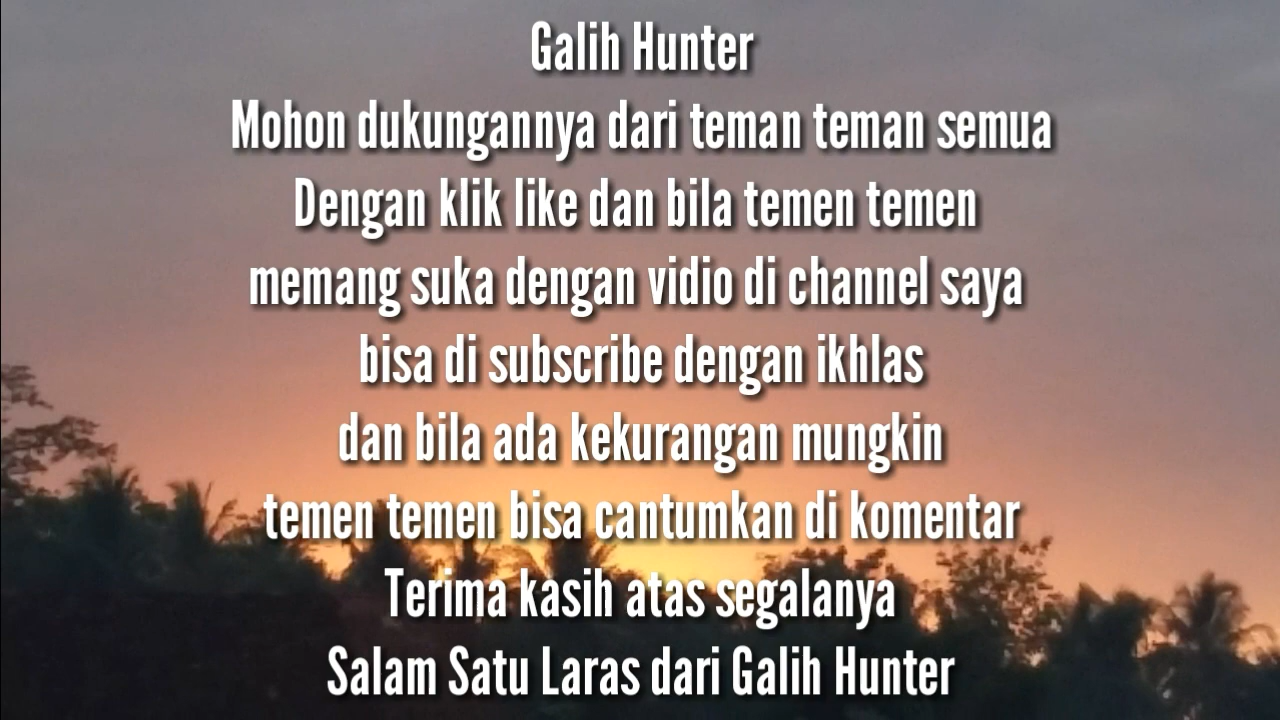 Galih Hunter
Mohon dukungannya dari teman teman semua
Dengan klik like dan bila temen temen
memang suka dengan vidio di channel saya
bisa di subscribe dengan ikhlas
dan bila ada kekurangan mungkin
temen temen bisa cantumkan di komentar
Terima kasih atas segalanya
Salam Satu Laras dari Galih Hunter